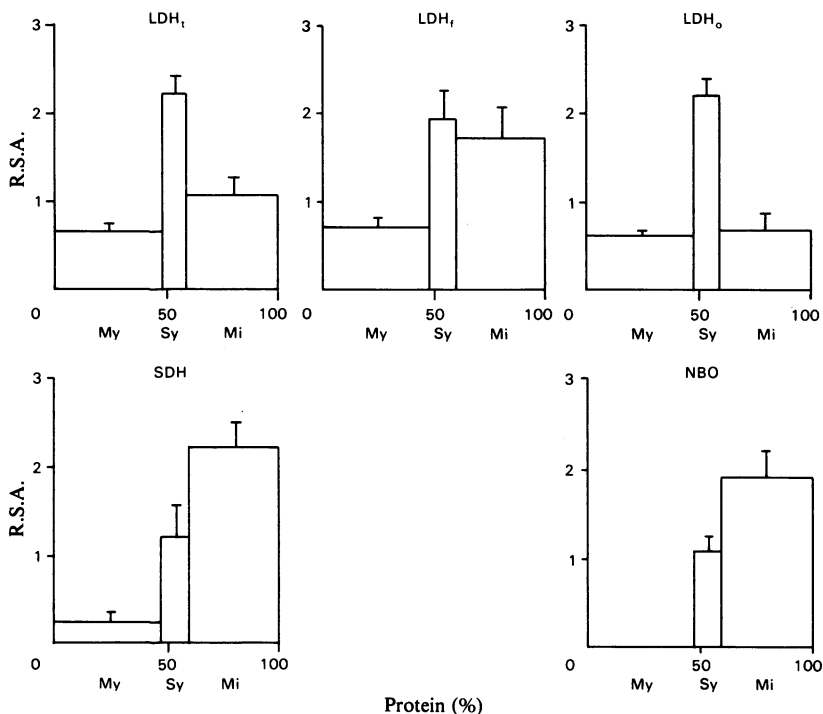 LDHt LDHf LDHo
3 3 3
2 2 2
R.S.A.
1 1 1
0 50 100 0 50 100 0 50 100
My Sy Mi My Sy Mi My Sy Mi
SDH NBO
3 3
2 2
R.S.A.
1 1
0 50 100 0 50 100
My Sy Mi My Sy Mi
Protein (%)